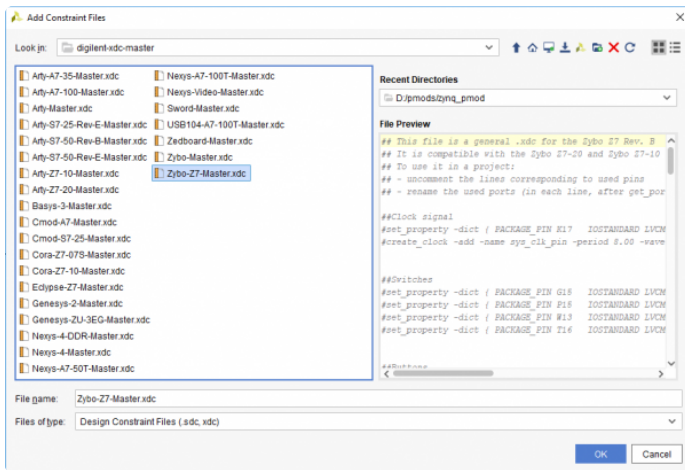 Add Constraint Files
Look in: digilent-xdc-master
Arty-A7-35-Master.xdc
Arty-A7-100-Master.xdc
Arty-Master.xdc
Arty-S7-25-Rev-E-Master.xdc
Arty-S7-50-Rev-B-Master.xdc
Arty-S7-50-Rev-E-Master.xdc
Arty-Z7-10-Master.xdc
Arty-Z7-20-Master.xdc
Basys-3-Master.xdc
Cmod-A7-Master.xdc
Cmod-S7-25-Master.xdc
Cora-Z7-07S-Master.xdc
Cora-Z7-10-Master.xdc
Eclypse-Z7-Master.xdc
Genesys-2-Master.xdc
Genesys-ZU-3EG-Master.xdc
Nexys-4-DDR-Master.xdc
Nexys-4-Master.xdc
Nexys-A7-50T-Master.xdc
Nexys-A7-100T-Master.xdc
Nexys-Video-Master.xdc
Sword-Master.xdc
USB104-A7-100T-Master.xdc
Zedboard-Master.xdc
Zybo-Master.xdc
Zybo-Z7-Master.xdc
Recent Directories
D:/pmods/zynq_pmod
File Preview
## This file is a general .xdc for the Zybo Z7 Rev. B
## It is compatible with the Zybo Z7-20 and Zybo Z7-10
## To use it in a project:
## - uncomment the lines corresponding to used pins
## - rename the used ports (in each line, after get_por
##Clock signal
#set_property -dict { PACKAGE_PIN K17 IOSTANDARD LVCM
#create_clock -add -name sys_clk_pin -period 8.00 -wave
##Switches
#set_property -dict { PACKAGE_PIN G15 IOSTANDARD LVCM
#set_property -dict { PACKAGE_PIN P15 IOSTANDARD LVCM
#set_property -dict { PACKAGE_PIN W13 IOSTANDARD LVCM
#set_property -dict { PACKAGE_PIN T16 IOSTANDARD LVCM
##Buttons
File name: Zybo-Z7-Master.xdc
Files of type: Design Constraint Files (.sdc, xdc)
OK Cancel